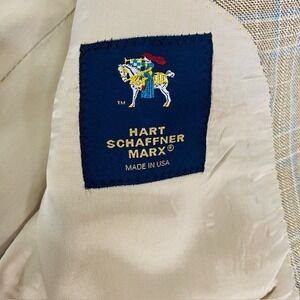 TM
HART
SCHAFFNER
MARX®
MADE IN USA